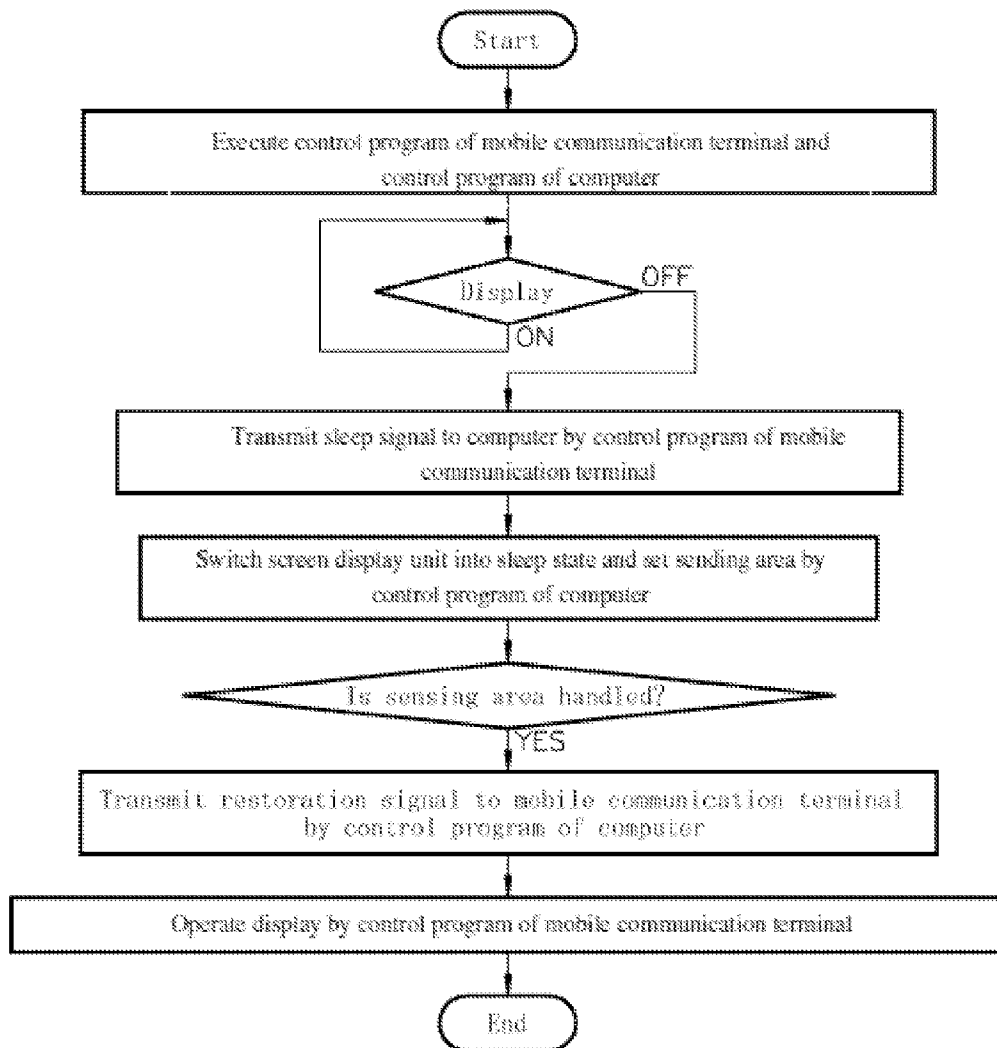 Start
Execute control program of mobile communication terminal and
control program of computer
OFF
Display
ON
Transmit sleep signal to computer by control program of mobile
communication terminal
Switch screen display unit into sleep state and set sending area by
control program of computer
Is sensing area handled?
YES
Transmit restoration signal to mobile communication terminal
by control program of computer
Operate display by control program of mobile communication terminal
End